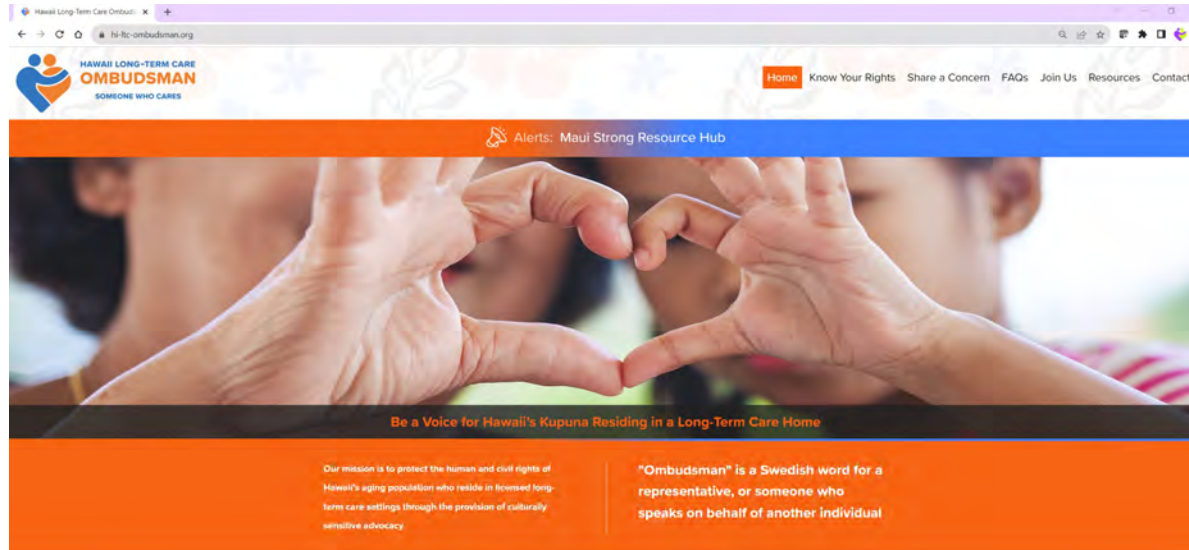 Hawaii Long-Term Care Ombuds
hi-ltc-ombudsman.org
HAWAII LONG-TERM CARE
OMBUDSMAN
SOMEONE WHO CARES
Home Know Your Rights Share a Concern FAQs Join Us Resources Contact
Alerts: Maui Strong Resource Hub
Be a Voice for Hawaii's Kupuna Residing in a Long-Term Care Home
Our mission is to protect the human and civil rights of
Hawaii's aging population who reside in licensed long-
term care settings through the provision of culturally
sensitive advocacy
"Ombudsman" is a Swedish word for a
representative, or someone who
speaks on behalf of another individual